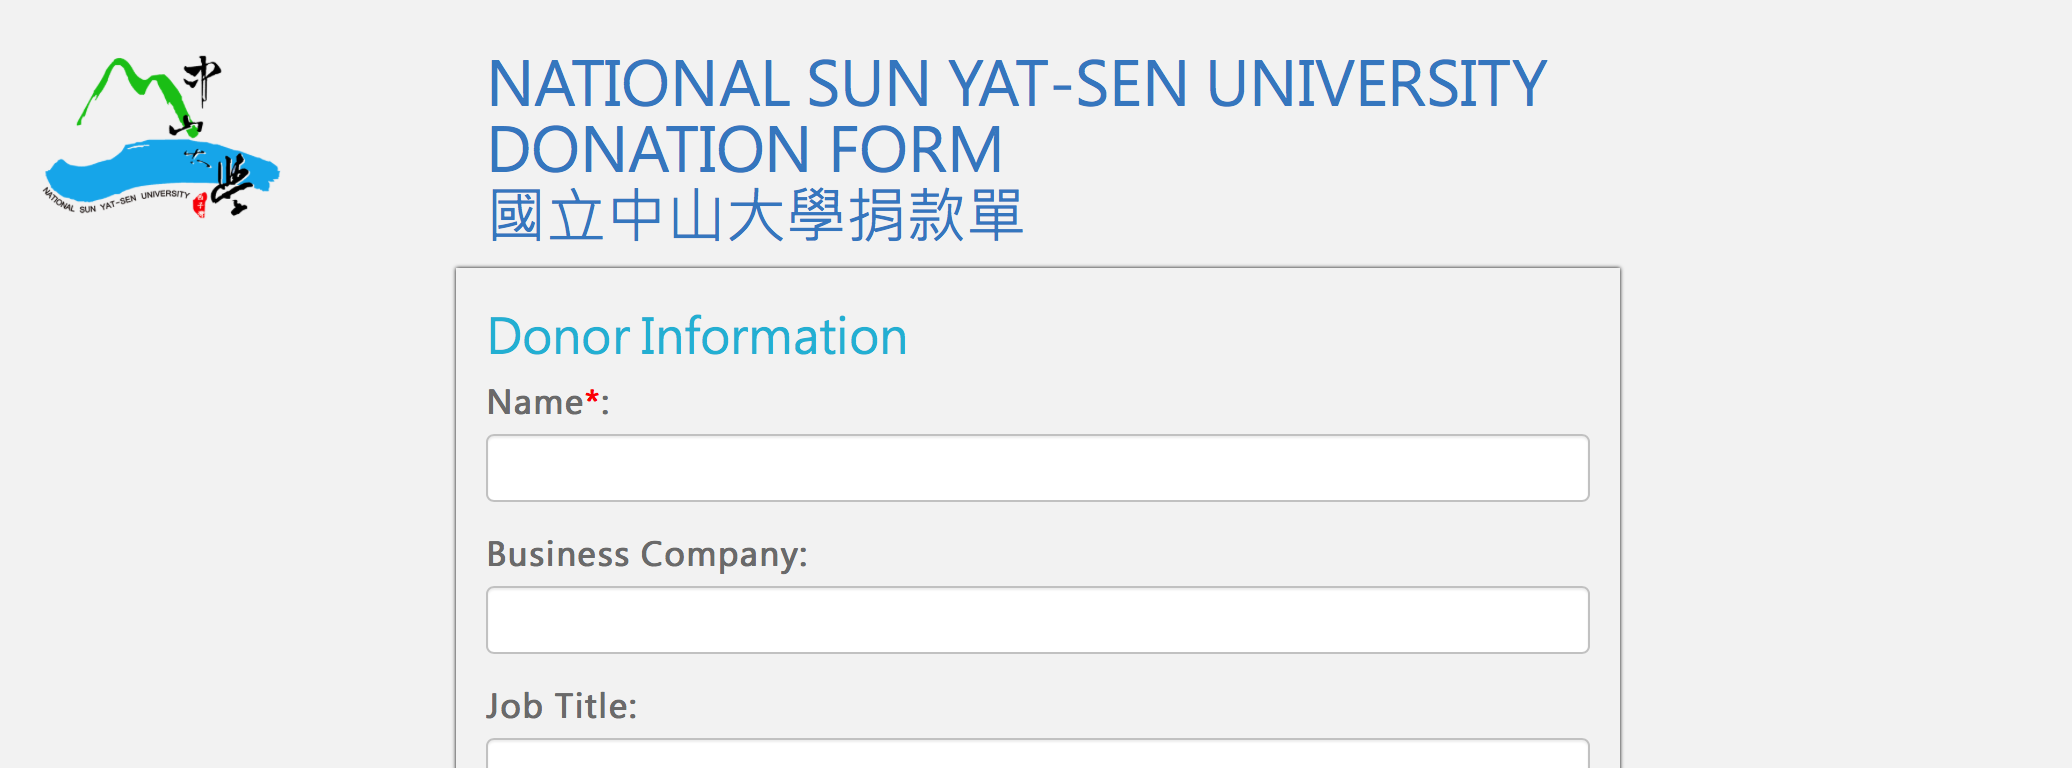 中山大學
NATIONAL SUN YAT-SEN UNIVERSITY
NATIONAL SUN YAT-SEN UNIVERSITY
DONATION FORM
國立中山大學捐款單
Donor Information
Name*:
Business Company:
Job Title: